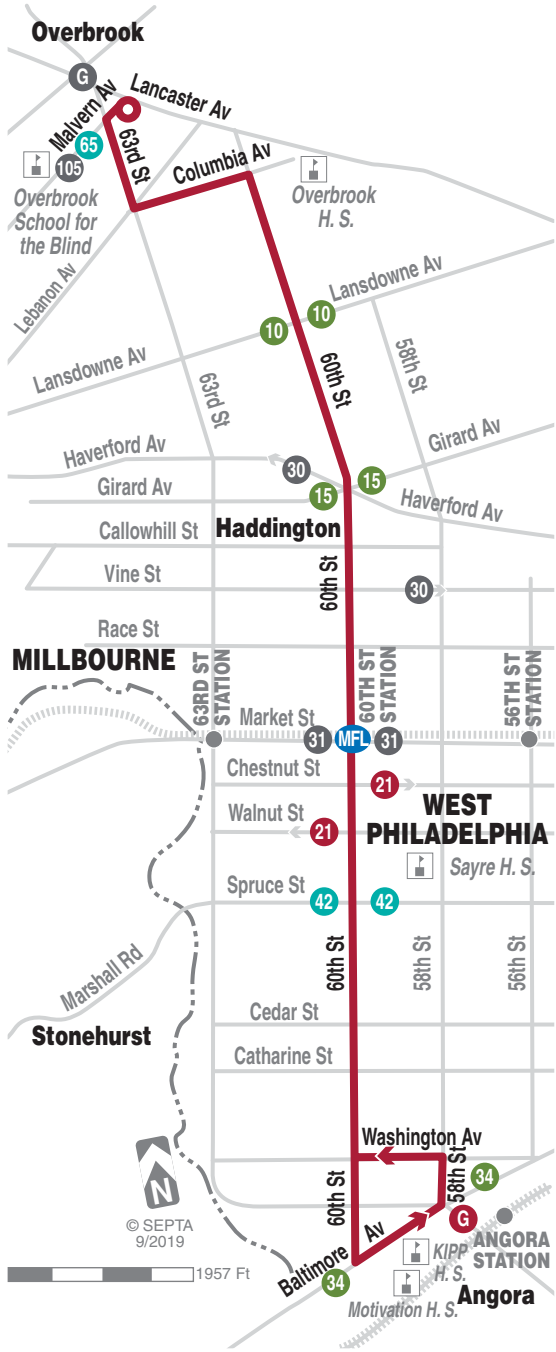 Overbrook
G
Malvern Av
Lancaster Av
65
105
63rd St
Columbia Av
Overbrook
School for
the Blind
Overbrook
H. S.
Lebanon Av
Lansdowne Av
10
10
Lansdowne Av
60th St
58th St
63rd St
Haverford Av
30
Girard Av
Girard Av
15
15
Haverford Av
Callowhill St
Haddington
Vine St
60th St
30
Race St
MILLBOURNE
63RD ST
STATION
60TH ST
STATION
56TH ST
STATION
Market St
31
MFL
31
Chestnut St
21
Walnut St
21
WEST
PHILADELPHIA
Sayre H. S.
Spruce St
42
42
60th St
58th St
56th St
Marshall Rd
Cedar St
Stonehurst
Catharine St
Washington Av
58th St
34
60th St
N
© SEPTA
9/2019
G
ANGORA
STATION
Baltimore Av
KIPP
H. S.
1957 Ft
34
Angora
Motivation H. S.